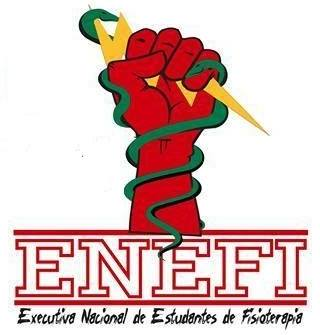 ENEFI
Executiva Nacional de Estudantes de Fisioterapia